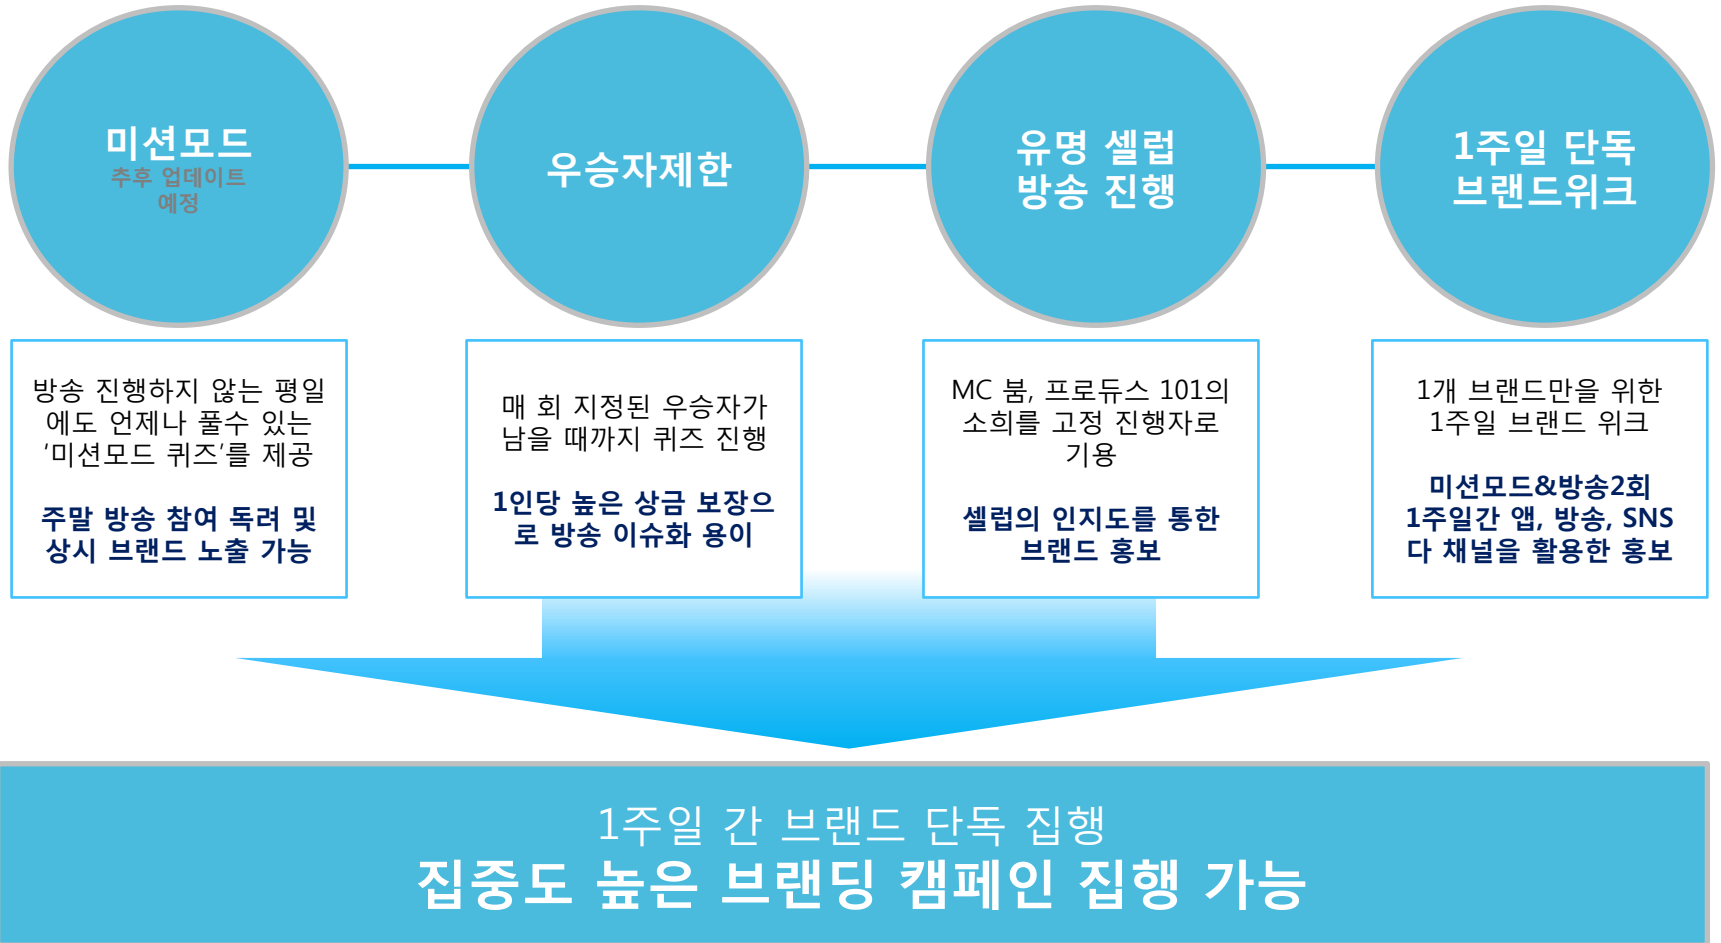 미션모드
추후 업데이트
예정
우승자제한
유명 셀럽
방송 진행
1주일 단독
브랜드위크
방송 진행하지 않는 평일
에도 언제나 풀수 있는
‘미션모드 퀴즈’를 제공
주말 방송 참여 독려 및
상시 브랜드 노출 가능
매 회 지정된 우승자가
남을 때까지 퀴즈 진행
1인당 높은 상금 보장으
로 방송 이슈화 용이
MC 붐, 프로듀스 101의
소희를 고정 진행자로
기용
셀럽의 인지도를 통한
브랜드 홍보
1개 브랜드만을 위한
1주일 브랜드 위크
미션모드&방송2회
1주일간 앱, 방송, SNS
다 채널을 활용한 홍보
1주일 간 브랜드 단독 집행
집중도 높은 브랜딩 캠페인 집행 가능